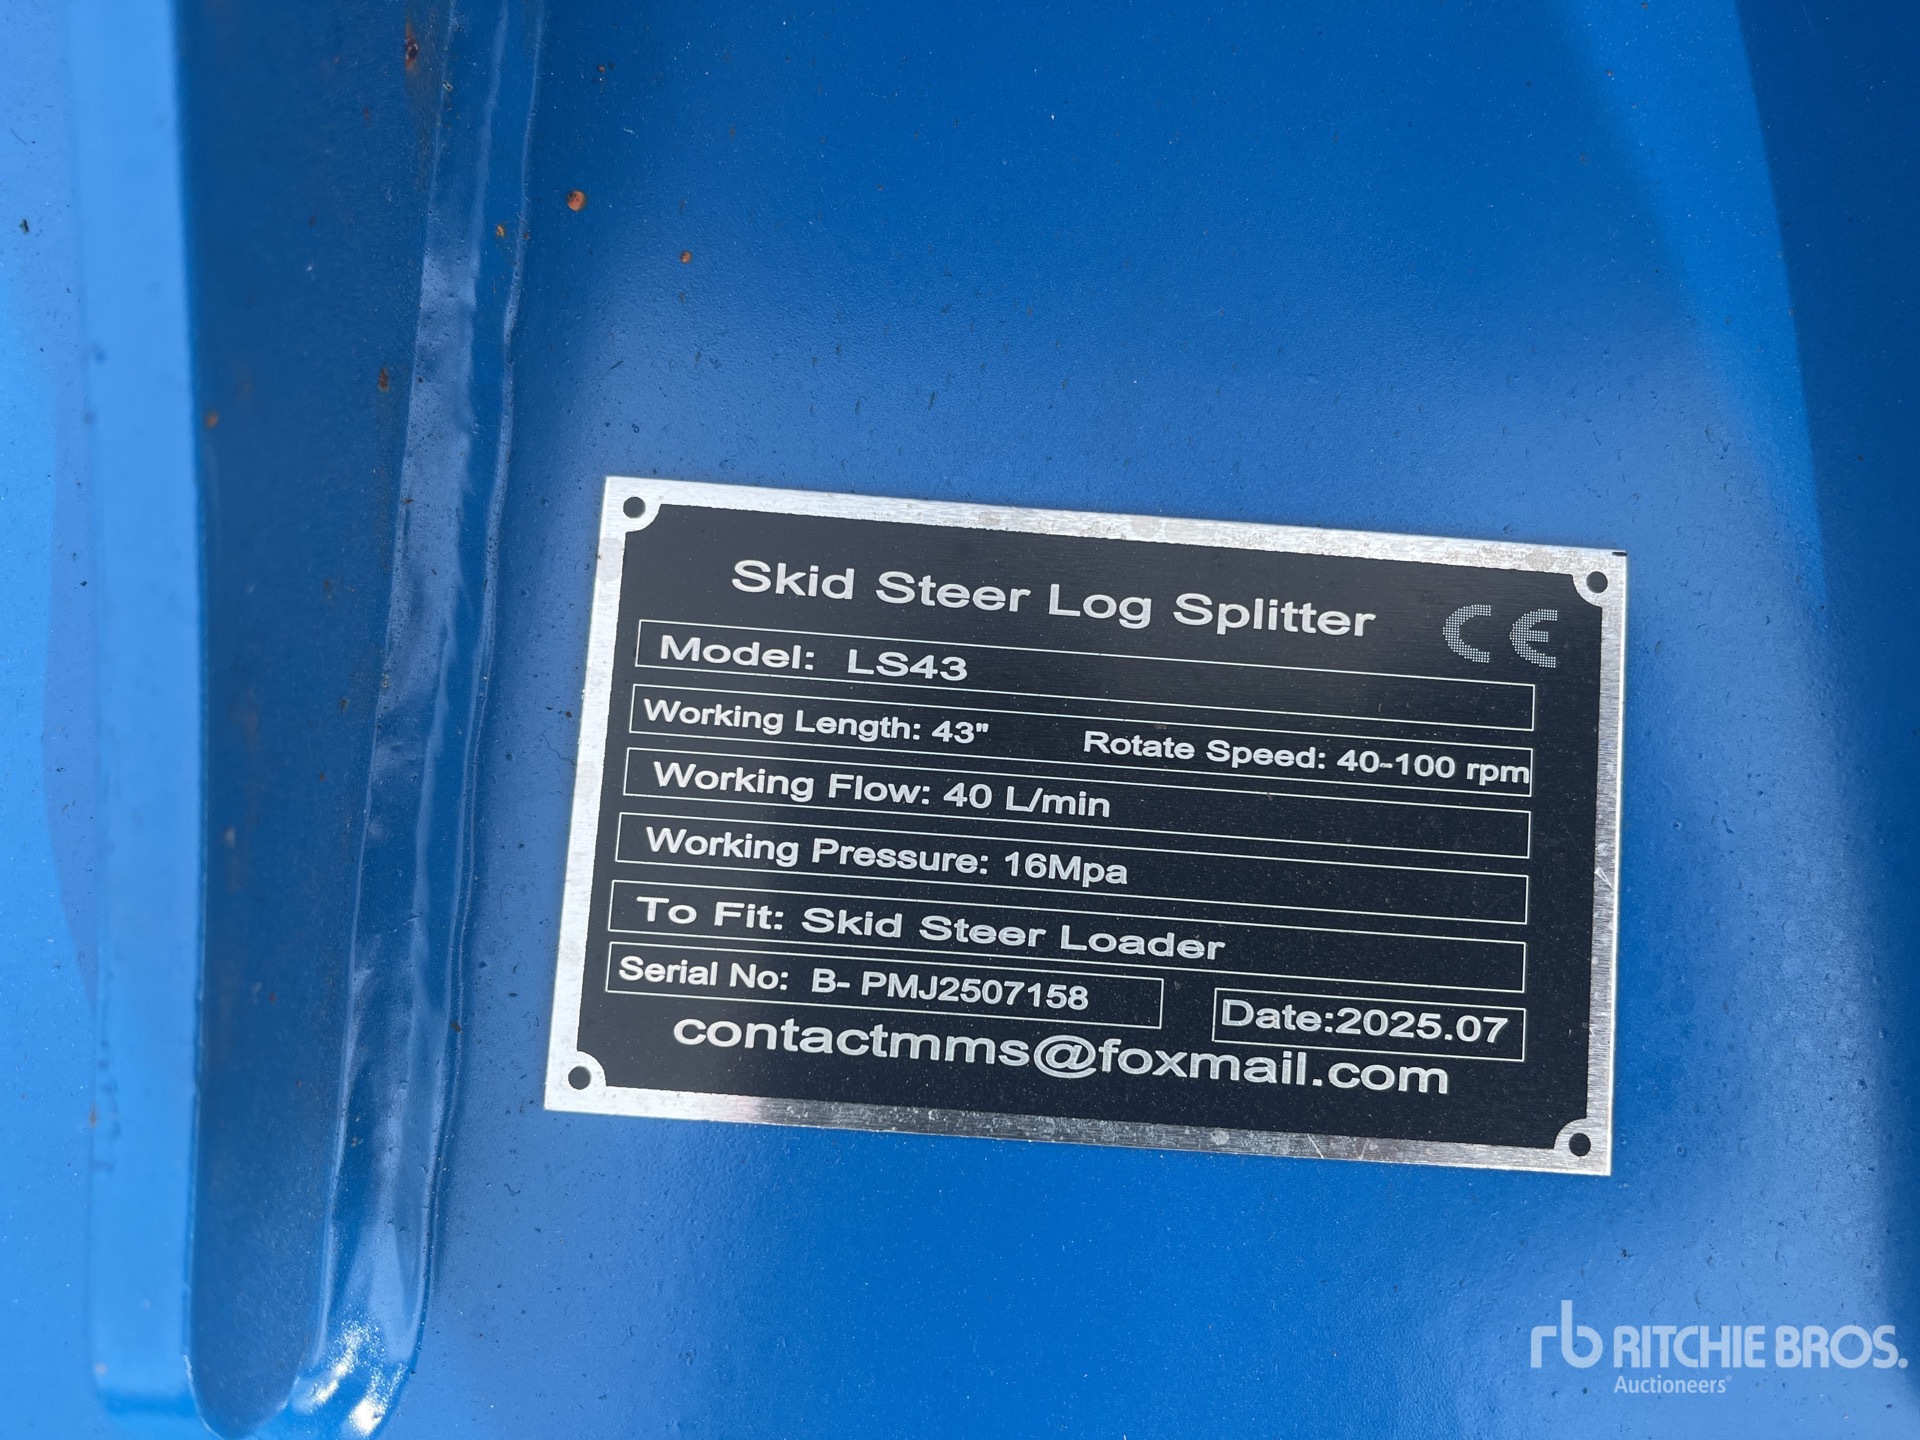 Skid Steer Log Splitter CE
Model: LS43
Working Length: 43" Rotate Speed: 40-100 rpm
Working Flow: 40 L/min
Working Pressure: 16Mpa
To Fit: Skid Steer Loader
Serial No: B- PMJ2507158 Date:2025.07
contactmms@foxmail.com
rb RITCHIE BROS.
Auctioneers